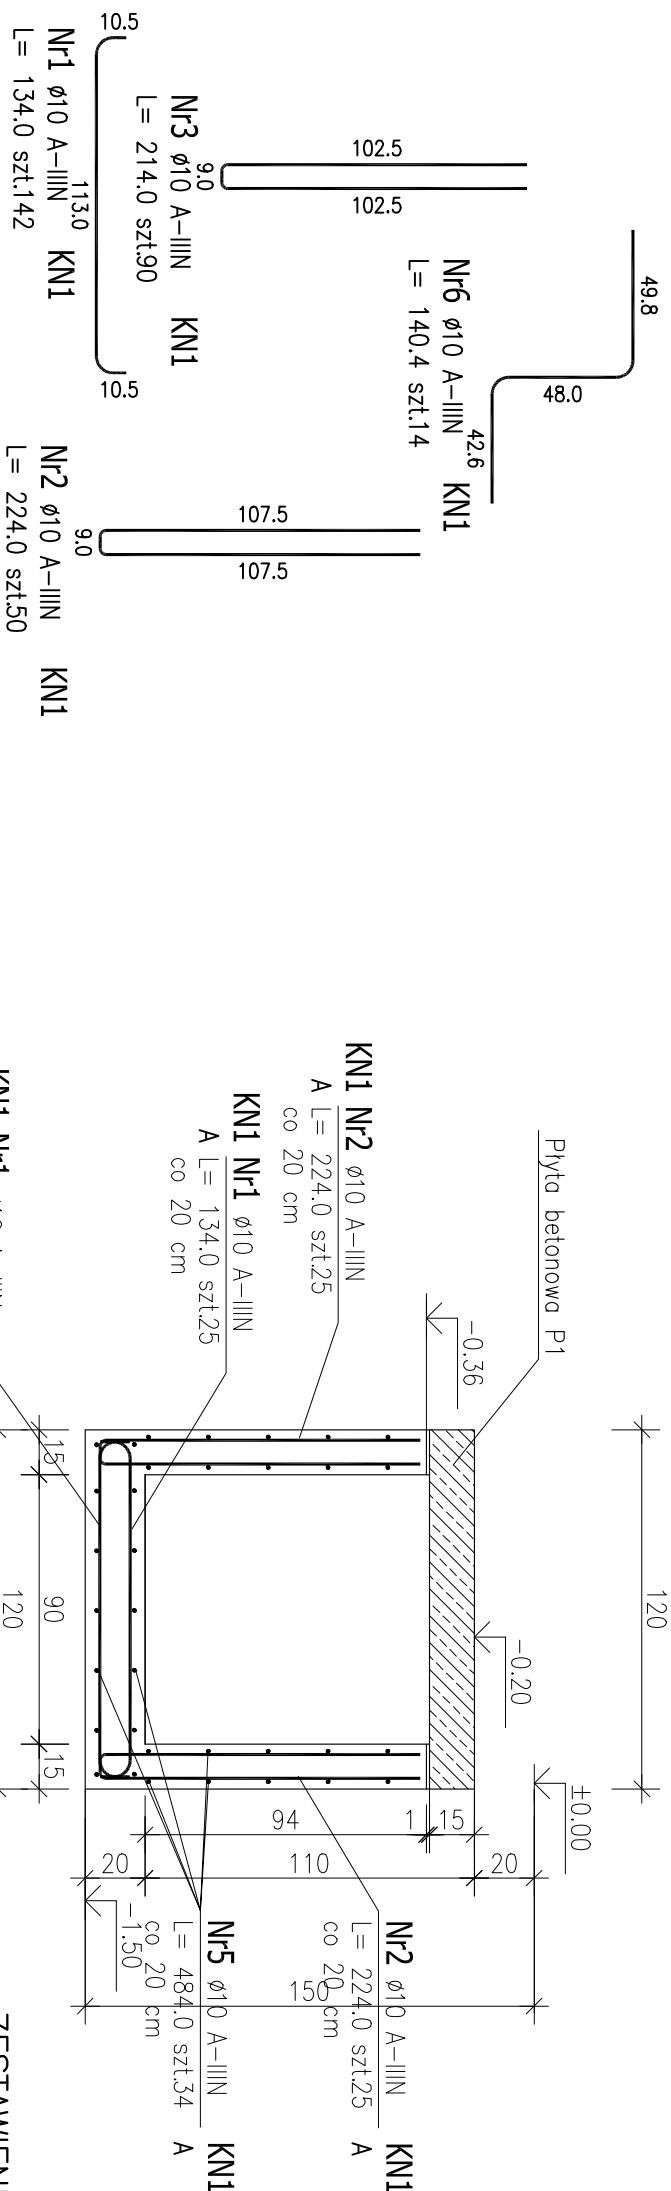 10.5
113.0
10.5
Nr1 ø10 A-IIIN KN1
L= 134.0 szt.142
102.5
102.5
9.0
Nr3 ø10 A-IIIN KN1
L= 214.0 szt.90
49.8
48.0
42.6
Nr6 ø10 A-IIIN KN1
L= 140.4 szt.14
107.5
107.5
9.0
Nr2 ø10 A-IIIN KN1
L= 224.0 szt.50
Płyta betonowa P1
KN1 Nr2 ø10 A-IIIN
A L= 224.0 szt.25
co 20 cm
KN1 Nr1 ø10 A-IIIN
A L= 134.0 szt.25
co 20 cm
KN1 Nr1
-0.36
-0.20
±0.00
-1.50
120
15
90
15
120
94
1
15
20
110
20
150
Nr2 ø10 A-IIIN KN1
L= 224.0 szt.25 A
co 20 cm
Nr5 ø10 A-IIIN KN1
L= 484.0 szt.34 A
co 20 cm